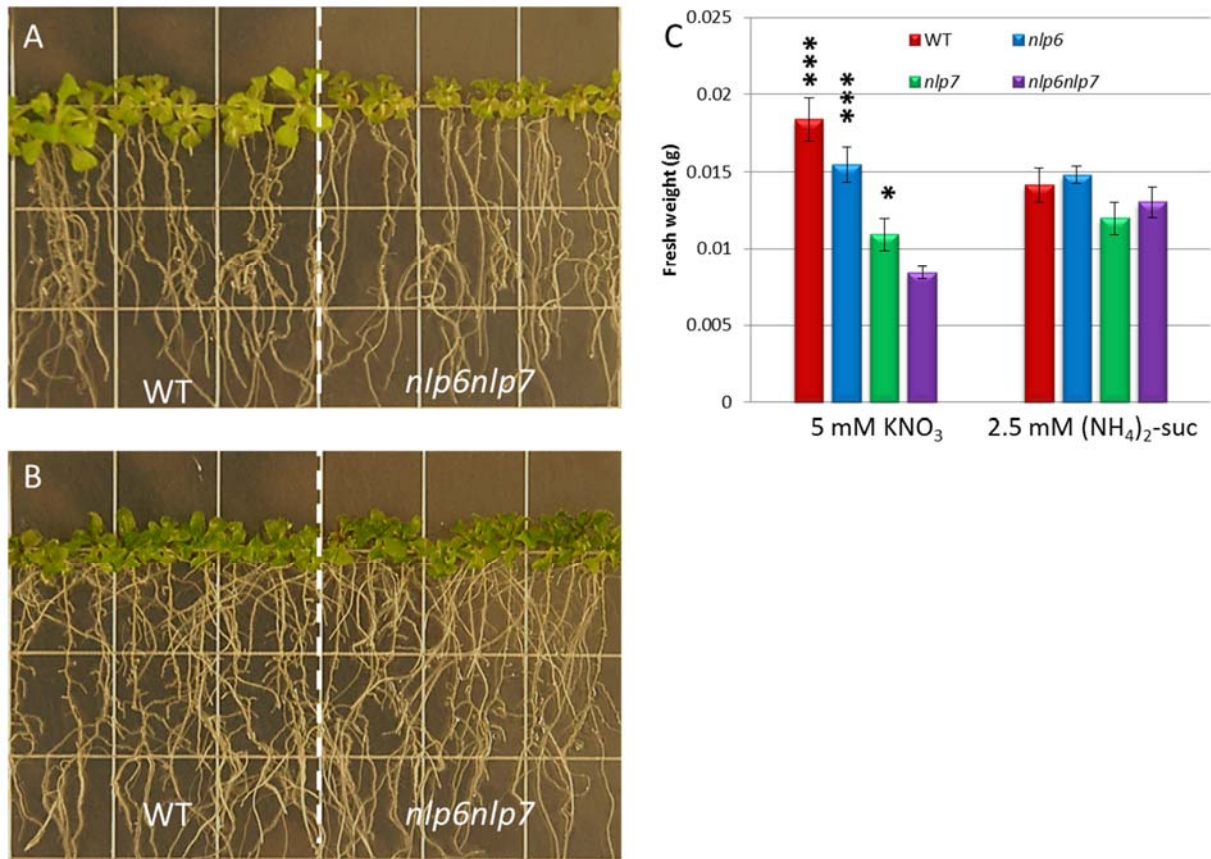 A
WT
nlp6nlp7
B
WT
nlp6nlp7
C
WT
nlp6
nlp7
nlp6nlp7
Fresh weight (g)
0.025
0.02
0.015
0.01
0.005
0
***
***
*
5 mM KNO₃
2.5 mM (NH₄)₂-suc